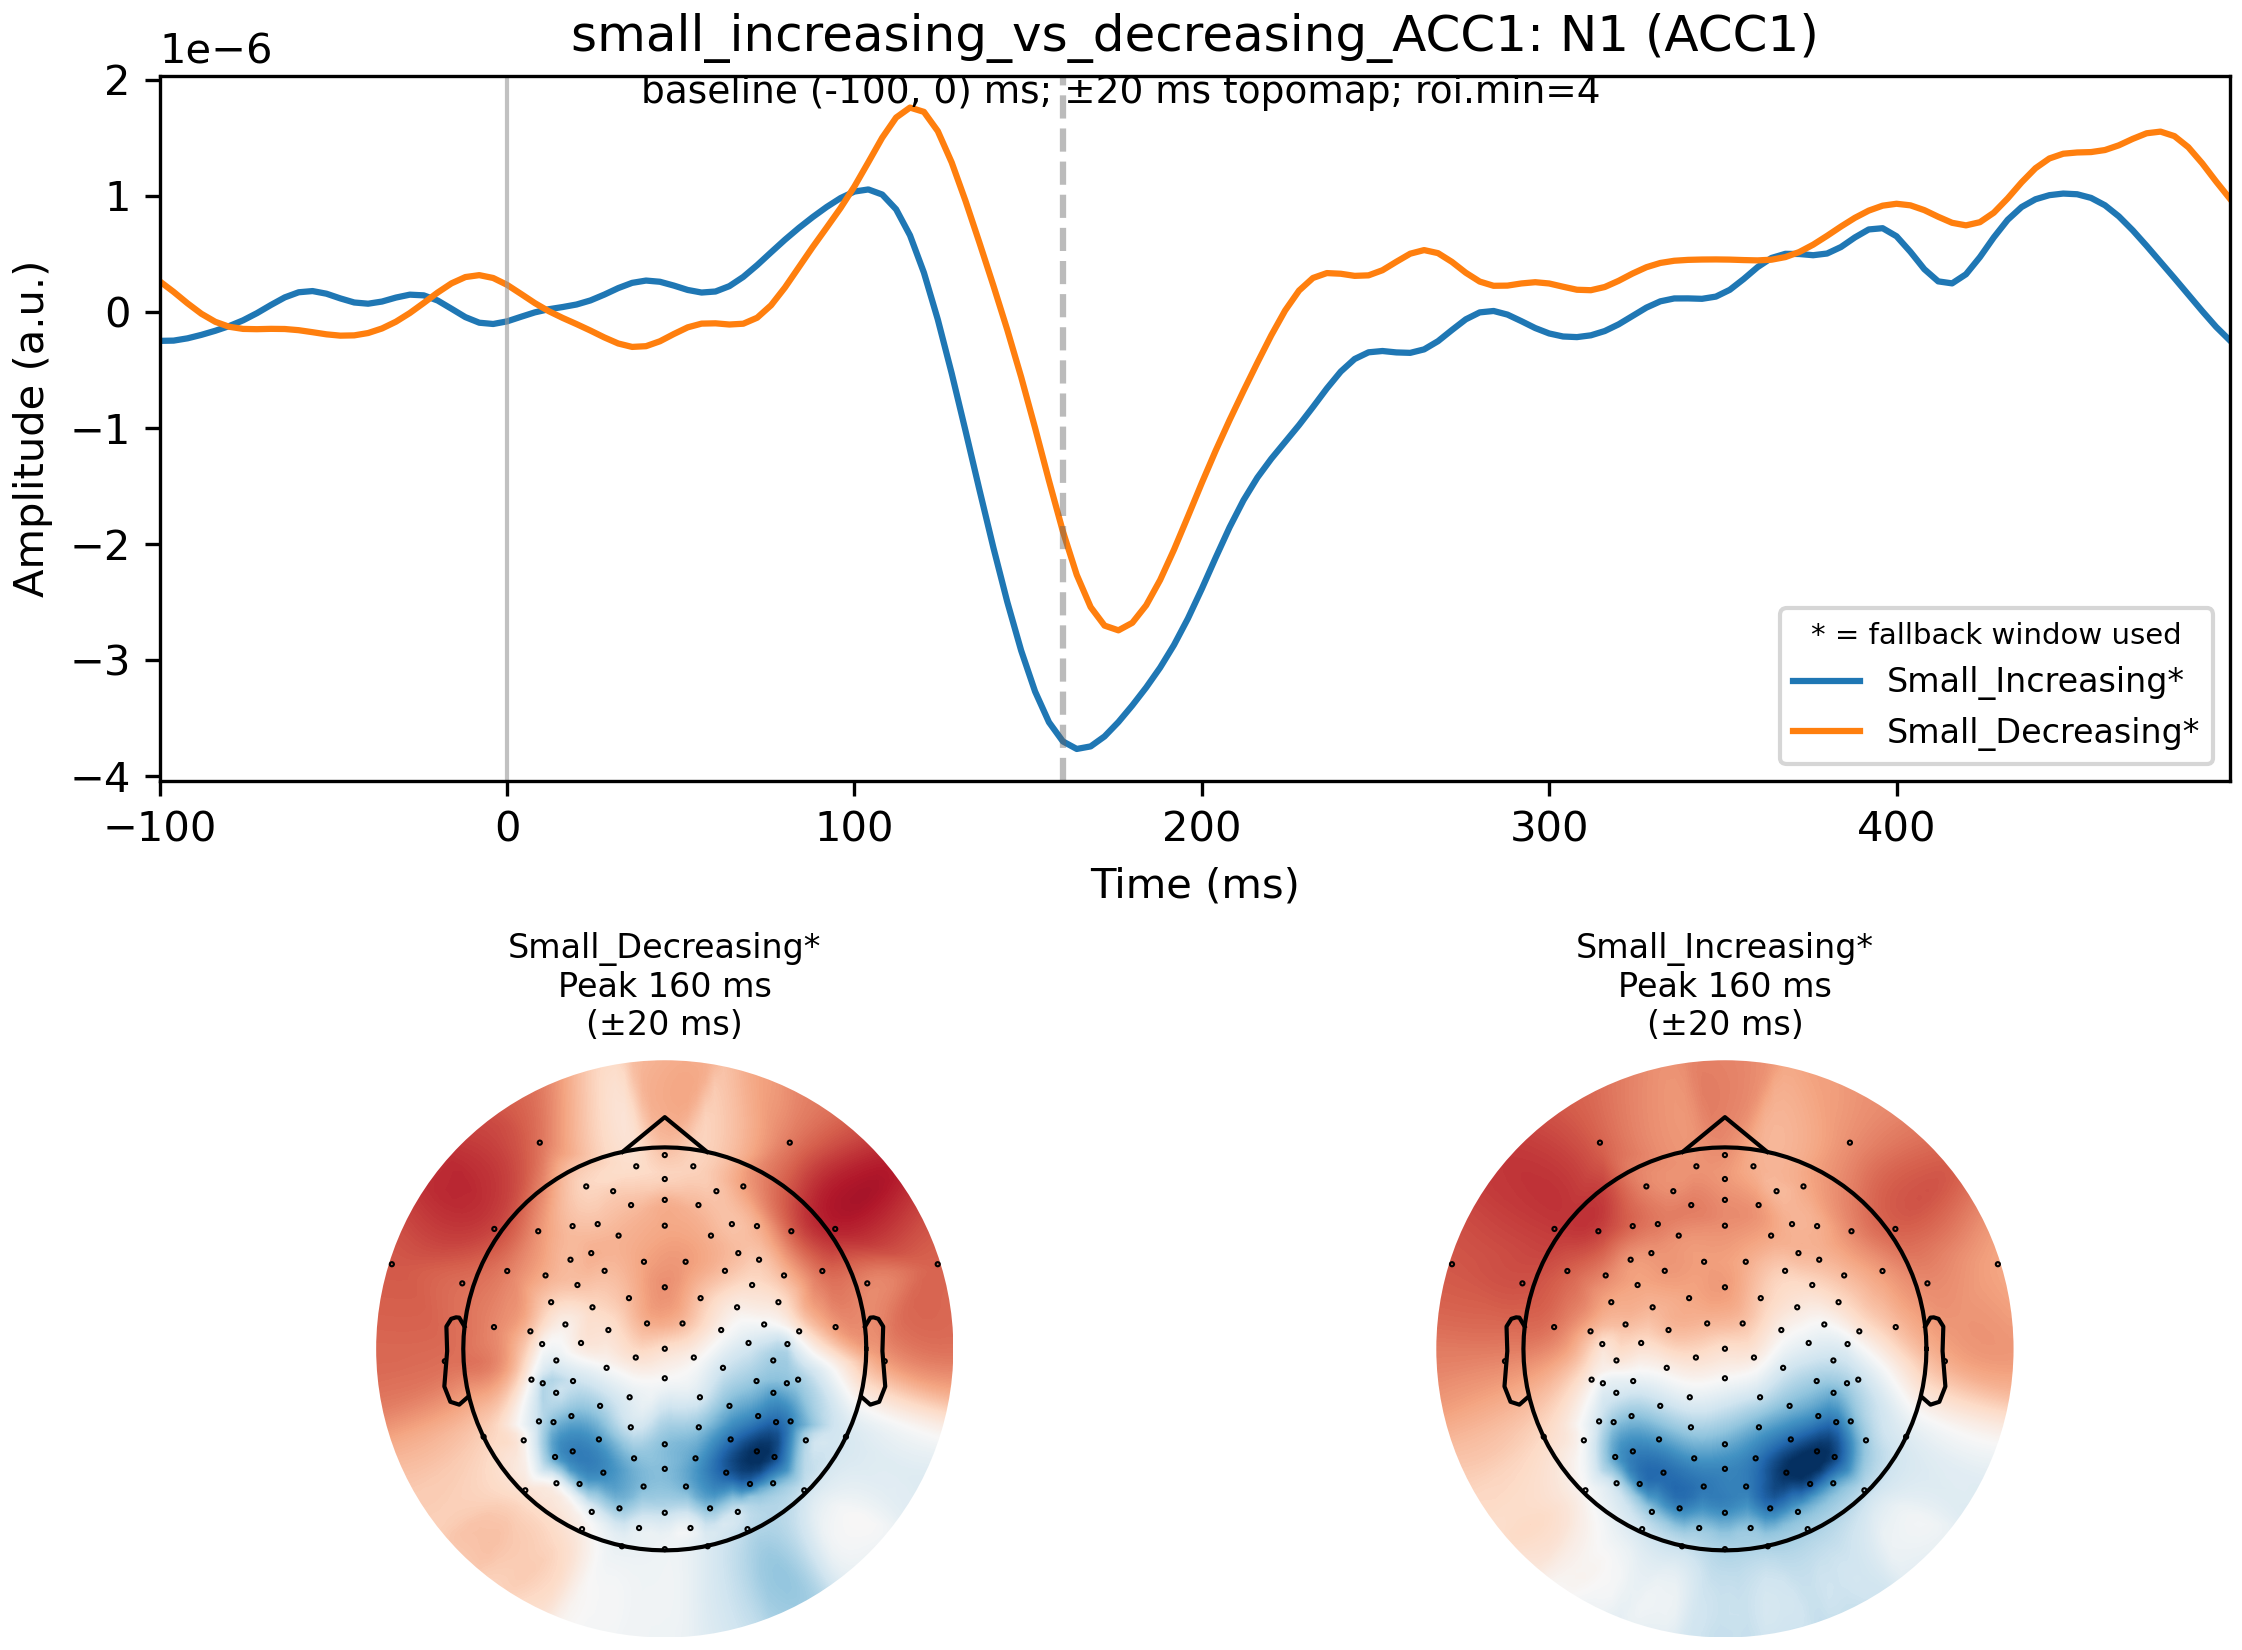 small_increasing_vs_decreasing_ACC1: N1 (ACC1)
1e−6
baseline (-100, 0) ms; ±20 ms topomap; roi.min=4
2
1
0
−1
−2
−3
−4
Amplitude (a.u.)
* = fallback window used
Small_Increasing*
Small_Decreasing*
−100 0 100 200 300 400
Time (ms)
Small_Decreasing*
Peak 160 ms
(±20 ms)
Small_Increasing*
Peak 160 ms
(±20 ms)